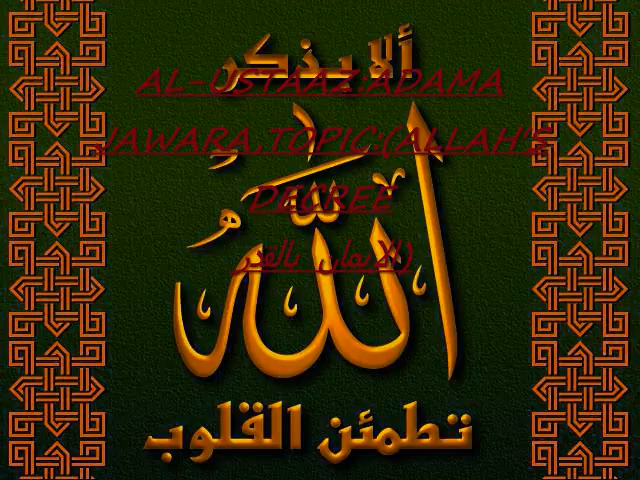 ألا بذكر
AL-USTAAZ:ADAMA
JAWARA,TOPIC:(ALLAH'S
DECREE
الإيمان بالقدر)
الله
تطمئن القلوب